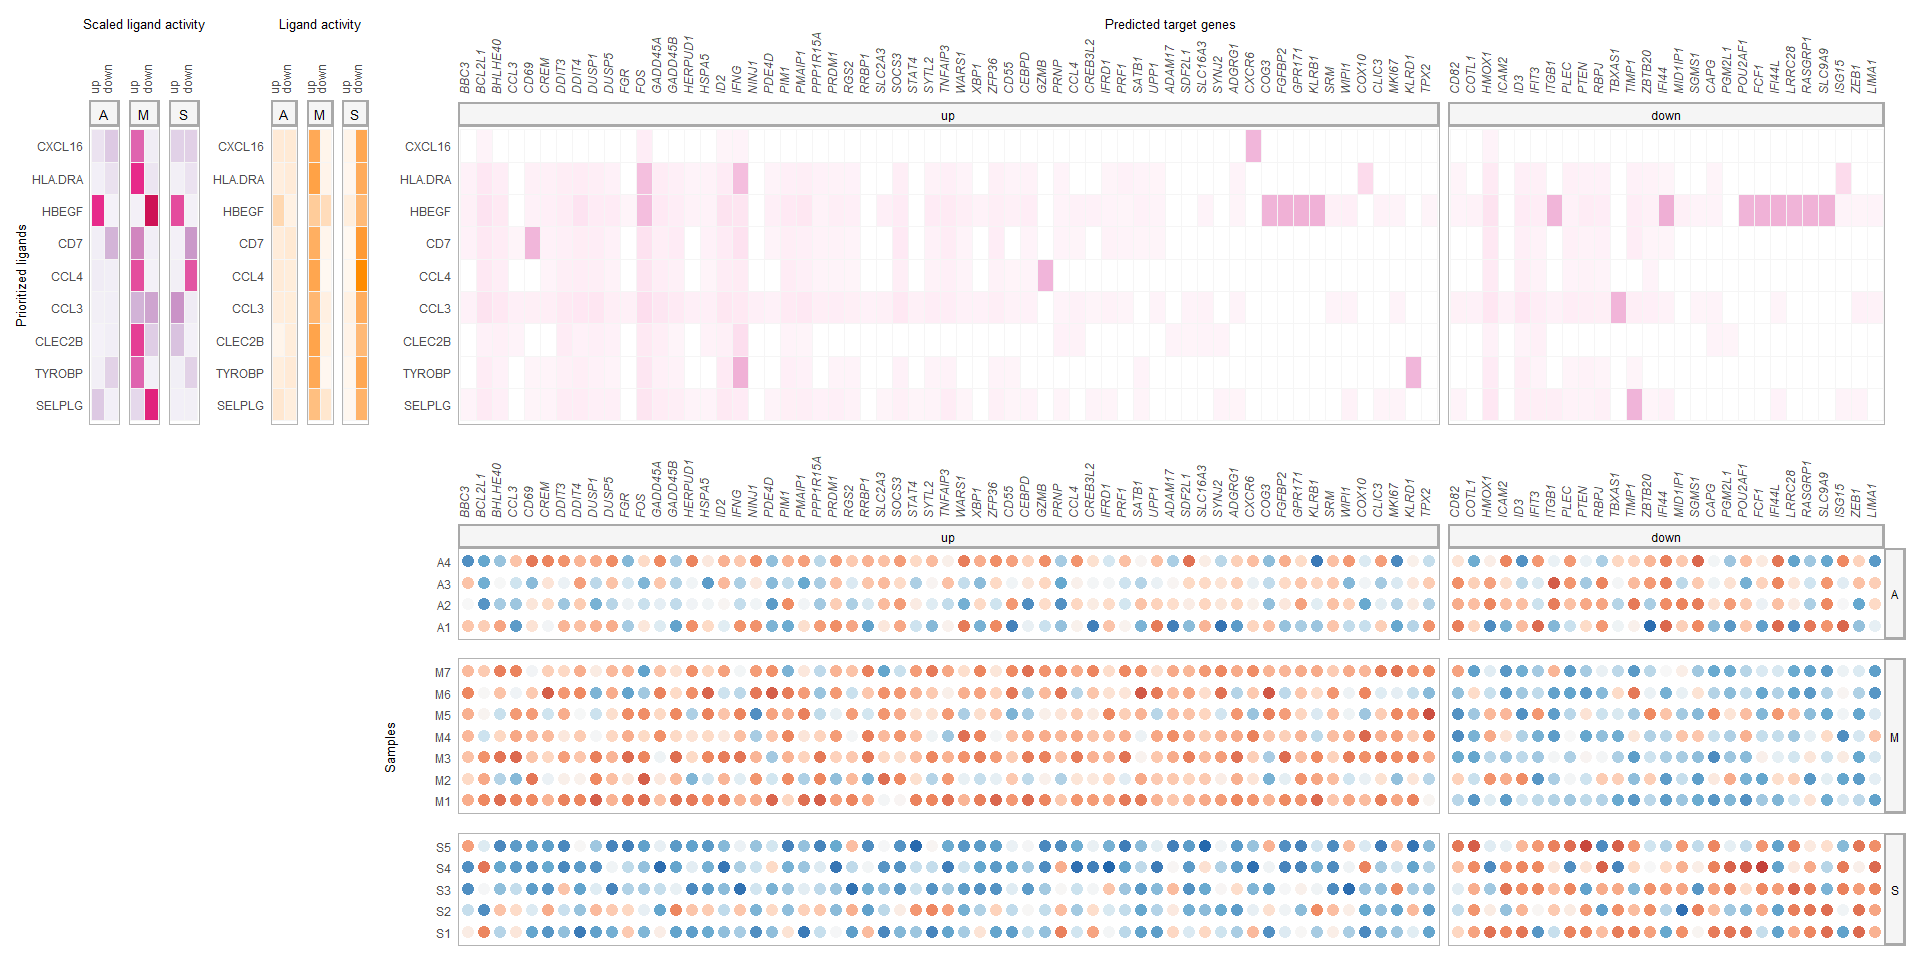 Scaled ligand activity
Ligand activity
Predicted target genes
up down up down up down
up down up down up down
BBC3 BCL2L1 BHLHE40 CCL3 CD69 CREM DDIT3 DDIT4 DUSP1 DUSP5 FGR FOS GADD45A GADD45B HERPUD1 HSPA5 ID2 IFNG NINJ1 PDE4D PIM1 PMAIP1 PPP1R15A PRDM1 RGS2 RRBP1 SLC2A3 SOCS3 STAT4 SYTL2 TNFAIP3 WARS1 XBP1 ZFP36 CD55 CEBPD GZMB PRNP CCL4 CREB3L2 IFRD1 PRF1 SATB1 UPP1 ADAM17 SDF2L1 SLC16A3 SYNJ2 ADGRG1 CXCR6 COG3 FGFBP2 GPR171 KLRB1 SRM WIPI1 COX10 CLIC3 MKI67 KLRD1 TPX2
CD82 COTL1 HMOX1 ICAM2 ID3 IFIT3 ITGB1 PLEC PTEN RBPJ TBXAS1 TIMP1 ZBTB20 IFI44 MID1IP1 SGMS1 CAPG PGM2L1 POU2AF1 FCF1 IFI44L LRRC28 RASGRP1 SLC9A9 ISG15 ZEB1 LIMA1
A M S
A M S
up
down
Prioritized ligands
CXCL16 CXCL16 CXCL16
HLA.DRA HLA.DRA HLA.DRA
HBEGF HBEGF HBEGF
CD7 CD7 CD7
CCL4 CCL4 CCL4
CCL3 CCL3 CCL3
CLEC2B CLEC2B CLEC2B
TYROBP TYROBP TYROBP
SELPLG SELPLG SELPLG
BBC3 BCL2L1 BHLHE40 CCL3 CD69 CREM DDIT3 DDIT4 DUSP1 DUSP5 FGR FOS GADD45A GADD45B HERPUD1 HSPA5 ID2 IFNG NINJ1 PDE4D PIM1 PMAIP1 PPP1R15A PRDM1 RGS2 RRBP1 SLC2A3 SOCS3 STAT4 SYTL2 TNFAIP3 WARS1 XBP1 ZFP36 CD55 CEBPD GZMB PRNP CCL4 CREB3L2 IFRD1 PRF1 SATB1 UPP1 ADAM17 SDF2L1 SLC16A3 SYNJ2 ADGRG1 CXCR6 COG3 FGFBP2 GPR171 KLRB1 SRM WIPI1 COX10 CLIC3 MKI67 KLRD1 TPX2
CD82 COTL1 HMOX1 ICAM2 ID3 IFIT3 ITGB1 PLEC PTEN RBPJ TBXAS1 TIMP1 ZBTB20 IFI44 MID1IP1 SGMS1 CAPG PGM2L1 POU2AF1 FCF1 IFI44L LRRC28 RASGRP1 SLC9A9 ISG15 ZEB1 LIMA1
up
down
Samples
A4
A3
A2
A1
A
M7
M6
M5
M4
M3
M2
M1
M
S5
S4
S3
S2
S1
S